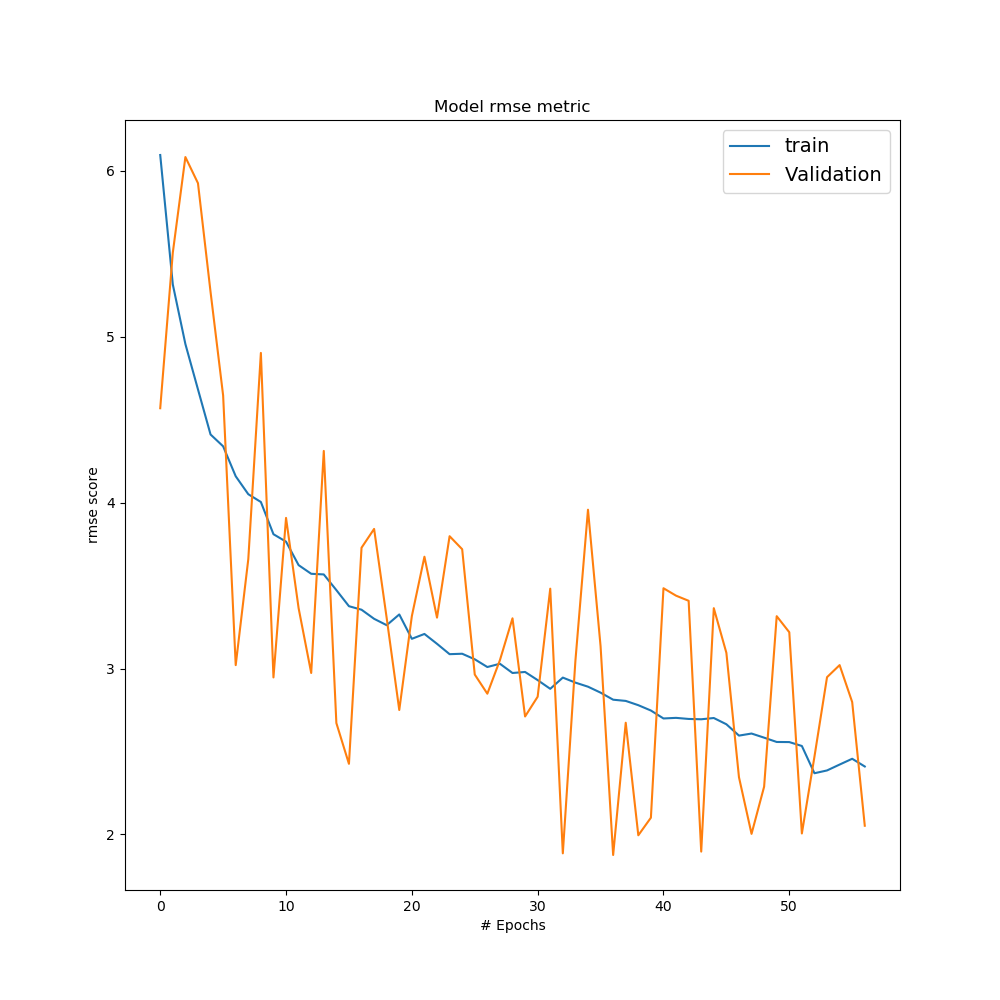 Model rmse metric
train
Validation
6
5
4
3
2
rmse score
0 10 20 30 40 50
# Epochs